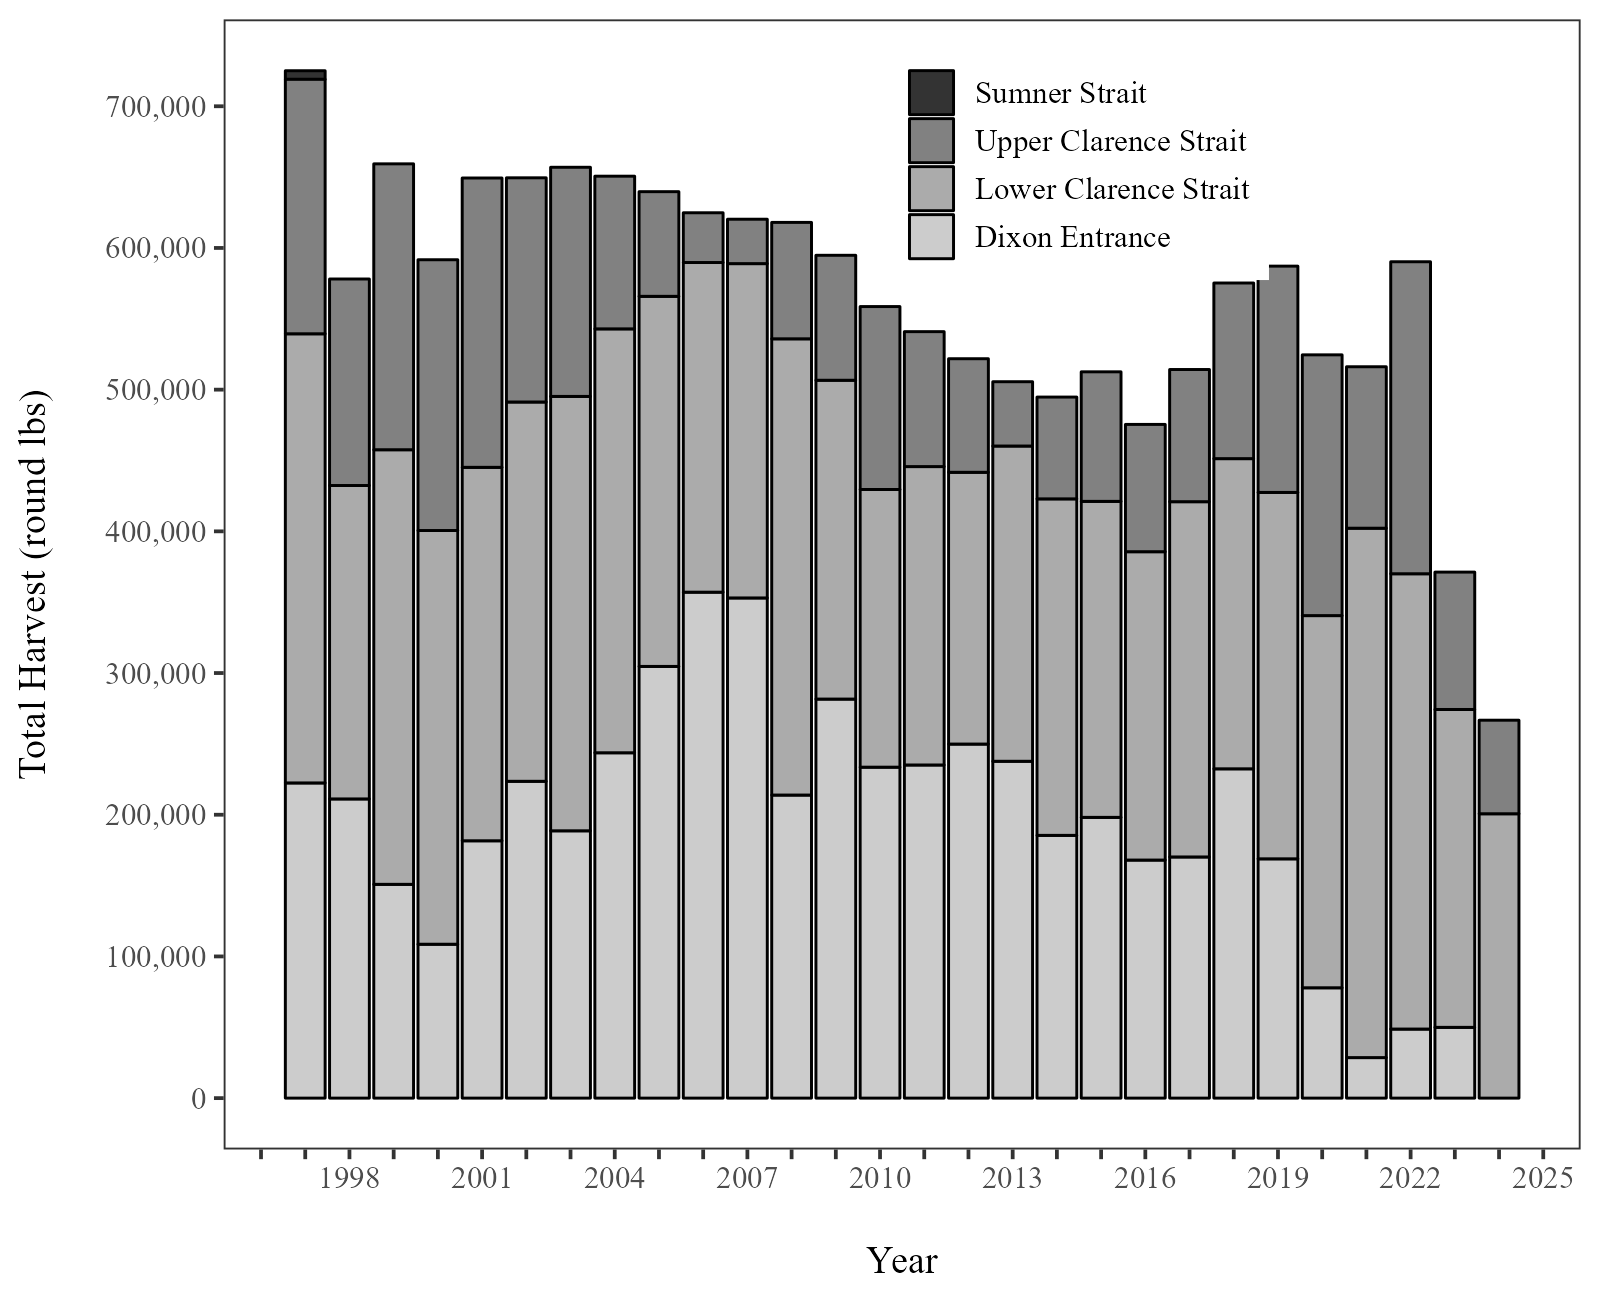 Sumner Strait
Upper Clarence Strait
Lower Clarence Strait
Dixon Entrance
Total Harvest (round lbs)
700,000
600,000
500,000
400,000
300,000
200,000
100,000
0
1998 2001 2004 2007 2010 2013 2016 2019 2022 2025
Year